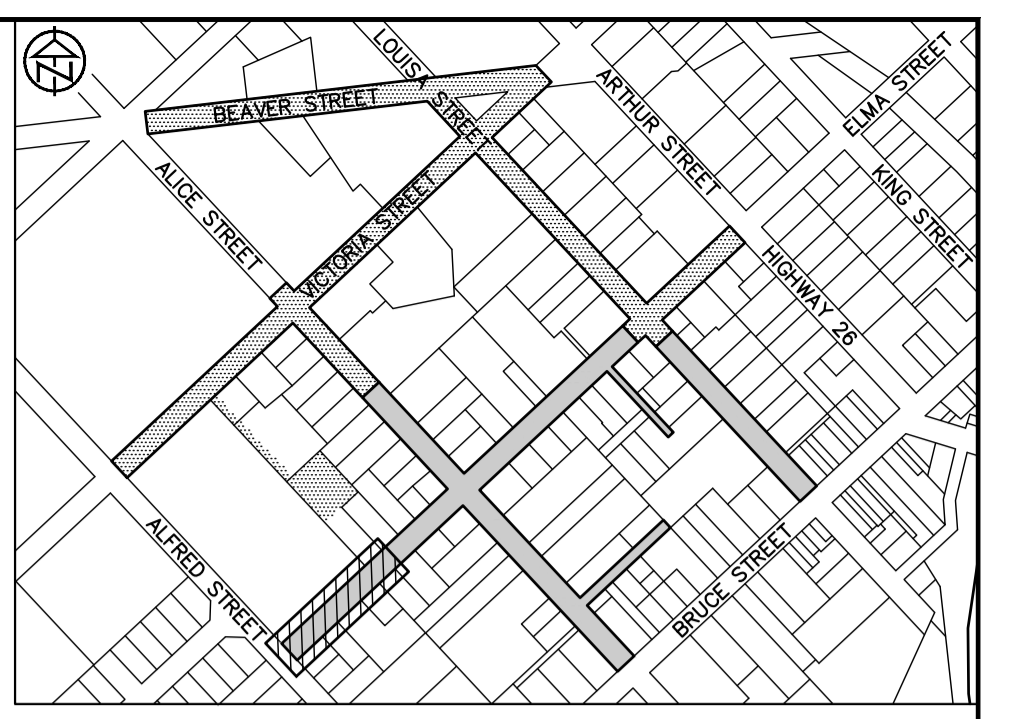 N
LOUISA STREET
BEAVER STREET
ARTHUR STREET
ELMA STREET
ALICE STREET
VICTORIA STREET
KING STREET
HIGHWAY 26
ALFRED STREET
BRUCE STREET